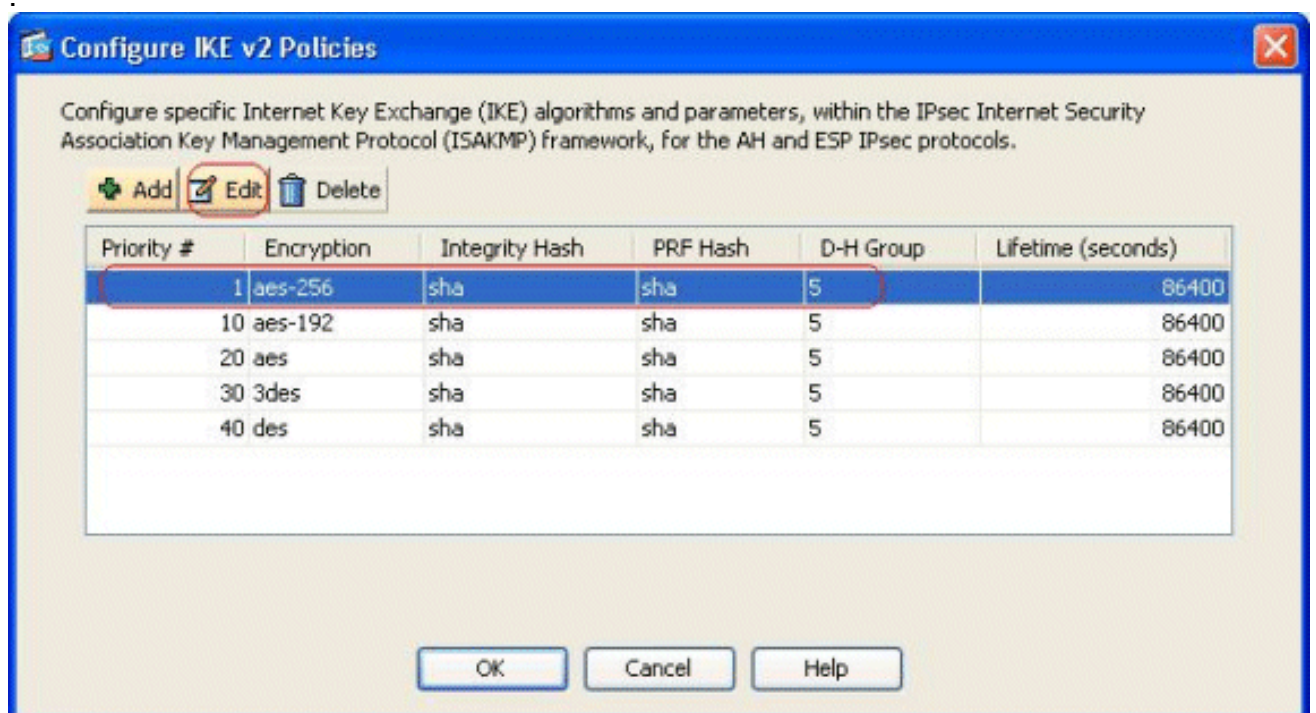 Configure IKE v2 Policies
Configure specific Internet Key Exchange (IKE) algorithms and parameters, within the IPsec Internet Security
Association Key Management Protocol (ISAKMP) framework, for the AH and ESP IPsec protocols.
Add Edit Delete
Priority # Encryption Integrity Hash PRF Hash D-H Group Lifetime (seconds)
1 aes-256 sha sha 5 86400
10 aes-192 sha sha 5 86400
20 aes sha sha 5 86400
30 3des sha sha 5 86400
40 des sha sha 5 86400
OK Cancel Help